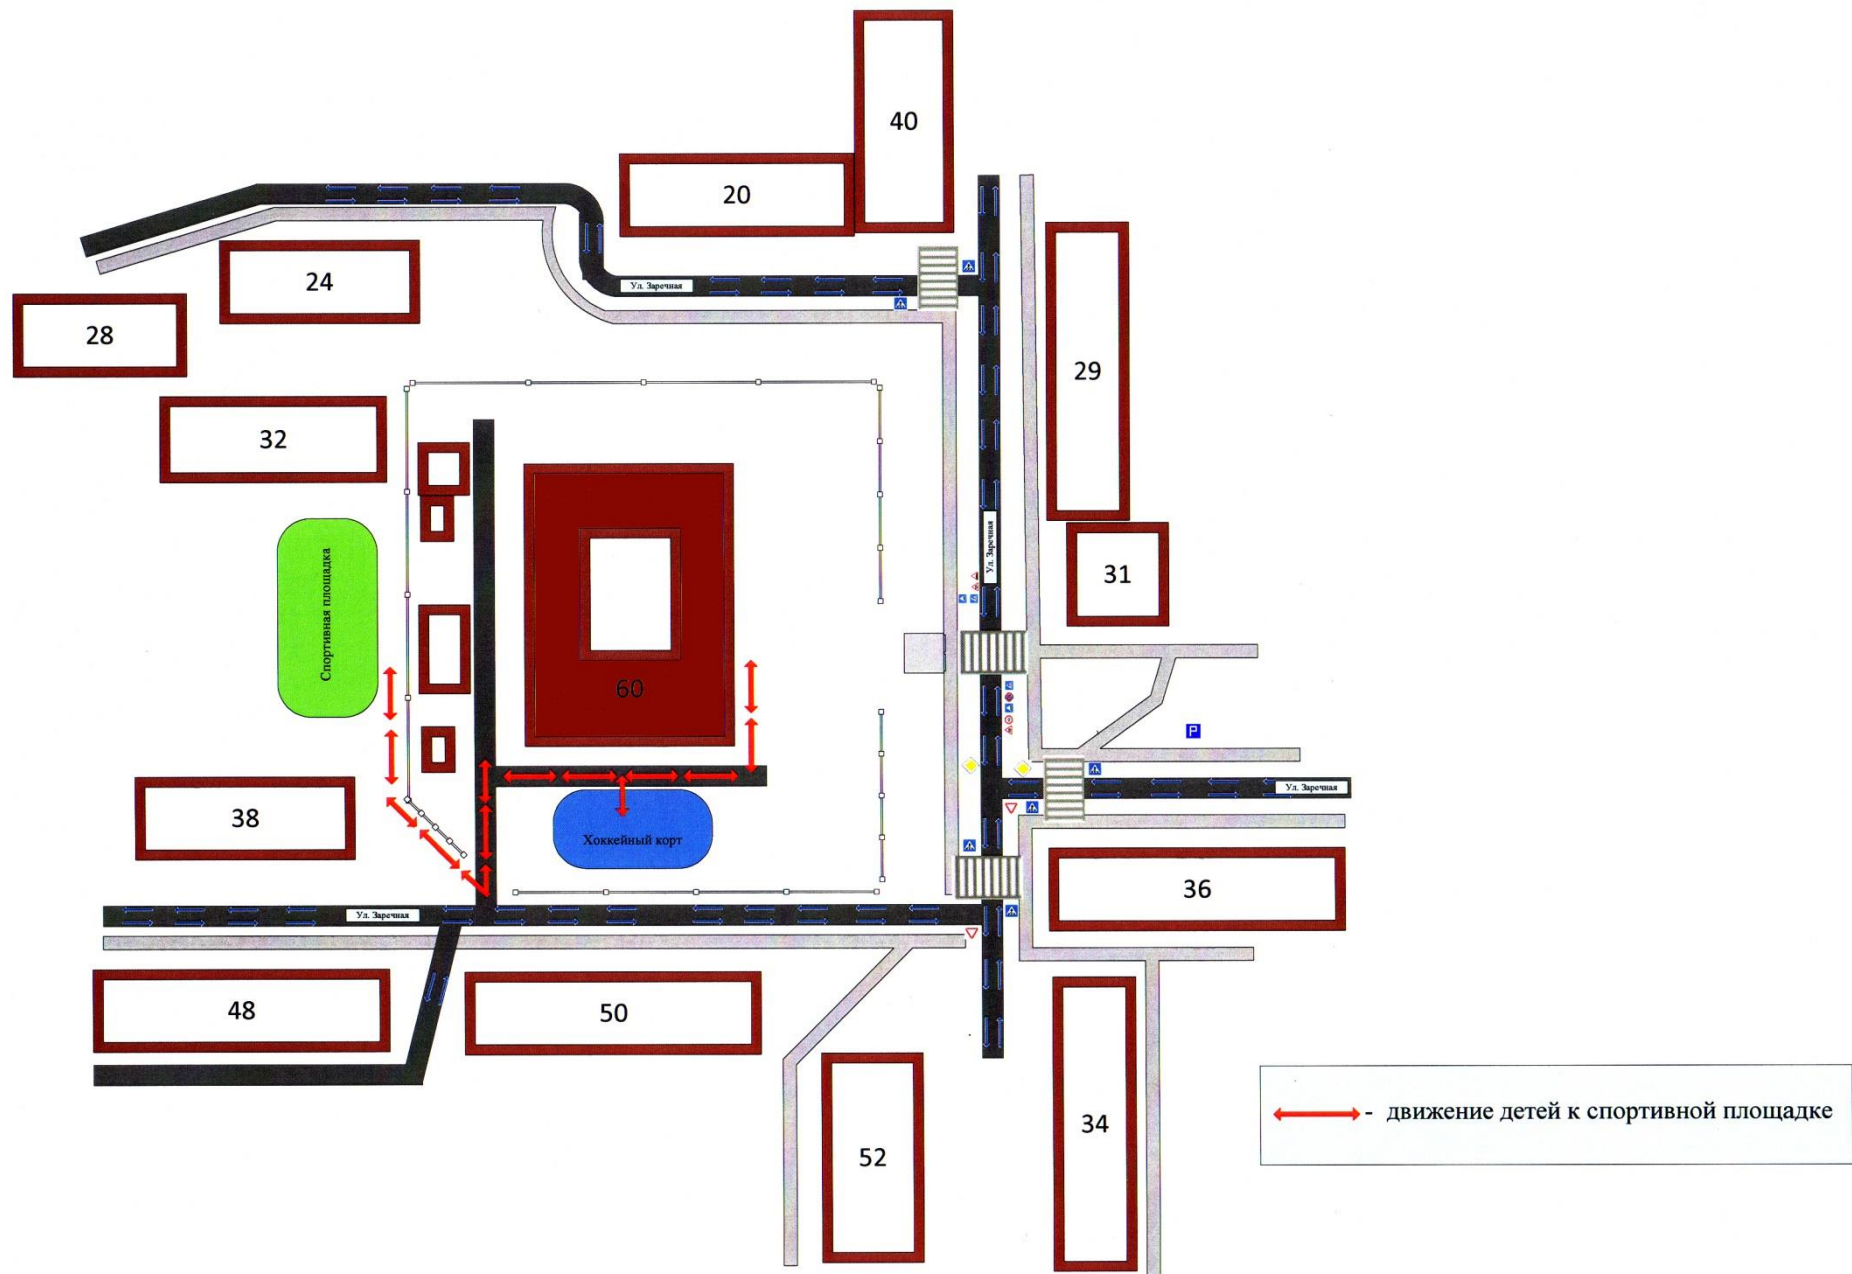 40
20
24
Ул. Заречная
28
29
32
Ул. Заречная
Спортивная площадка
31
60
P
Ул. Заречная
38
Хоккейный корт
36
Ул. Заречная
48
50
34
52
- движение детей к спортивной площадке